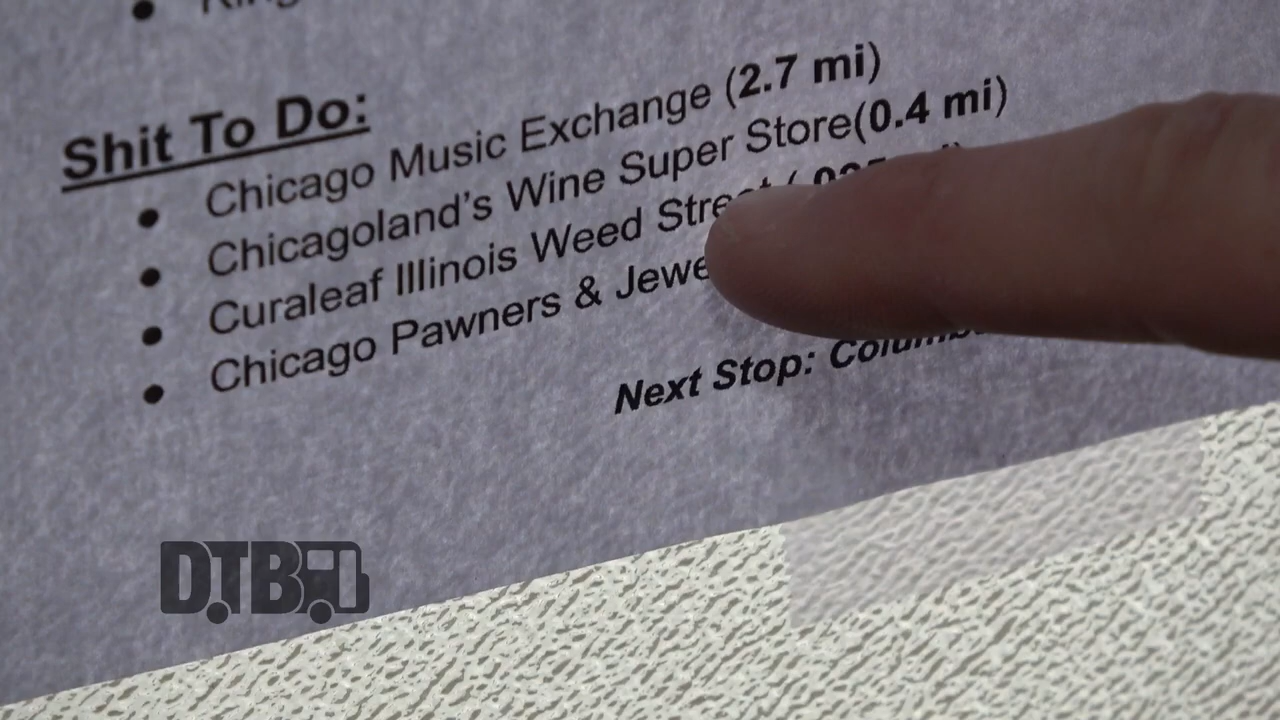 Shit To Do:
• Chicago Music Exchange (2.7 mi)
• Chicagoland's Wine Super Store(0.4 mi)
• Curaleaf Illinois Weed Street (
• Chicago Pawners &
Next Stop:
DTB